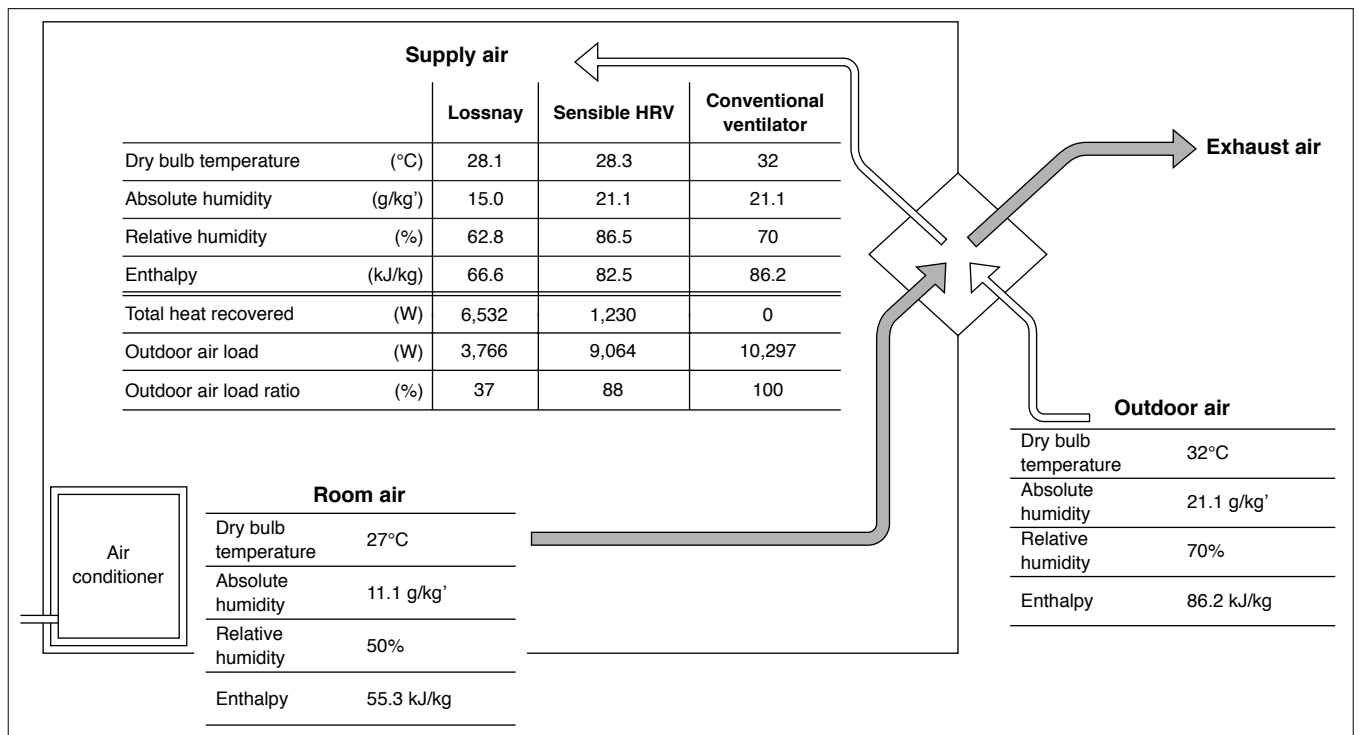 Supply air
Lossnay Sensible HRV Conventional
ventilator
Dry bulb temperature (°C) 28.1 28.3 32
Absolute humidity (g/kg’) 15.0 21.1 21.1
Relative humidity (%) 62.8 86.5 70
Enthalpy (kJ/kg) 66.6 82.5 86.2
Total heat recovered (W) 6,532 1,230 0
Outdoor air load (W) 3,766 9,064 10,297
Outdoor air load ratio (%) 37 88 100
Exhaust air
Outdoor air
Dry bulb
temperature 32°C
Absolute
humidity 21.1 g/kg’
Relative
humidity 70%
Enthalpy 86.2 kJ/kg
Air
conditioner
Room air
Dry bulb
temperature 27°C
Absolute
humidity 11.1 g/kg’
Relative
humidity 50%
Enthalpy 55.3 kJ/kg